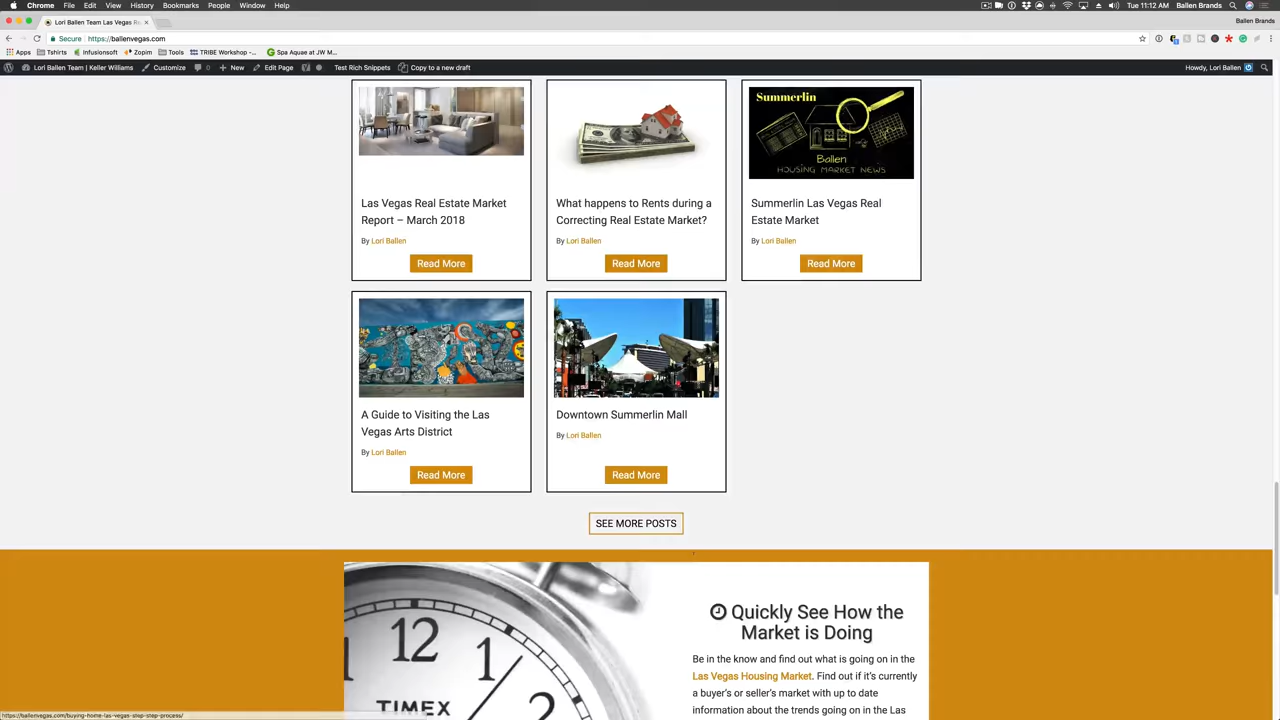 Chrome File Edit View History Bookmarks People Window Help
Tue 11:12 AM Ballen Brands
Lori Ballen Team Las Vegas Re
Ballen Brands
Secure https://ballenvegas.com
Apps Tshirts Infusionsoft Zopim Tools TRIBE Workshop -... Spa Aquae at JW M...
Lori Ballen Team | Keller Williams Customize 0 New Edit Page Test Rich Snippets Copy to a new draft
Howdy, Lori Ballen
Summerlin
Ballen
HOUSING MARKET NEWS
Las Vegas Real Estate Market
Report – March 2018
By Lori Ballen
Read More
What happens to Rents during a
Correcting Real Estate Market?
By Lori Ballen
Read More
Summerlin Las Vegas Real
Estate Market
By Lori Ballen
Read More
A Guide to Visiting the Las
Vegas Arts District
By Lori Ballen
Read More
Downtown Summerlin Mall
By Lori Ballen
Read More
SEE MORE POSTS
12
1
2
TIMEX
Quickly See How the
Market is Doing
Be in the know and find out what is going on in the
Las Vegas Housing Market. Find out if it's currently
a buyer's or seller's market with up to date
information about the trends going on in the Las
https://ballenvegas.com/buying-home-las-vegas-step-step-process/